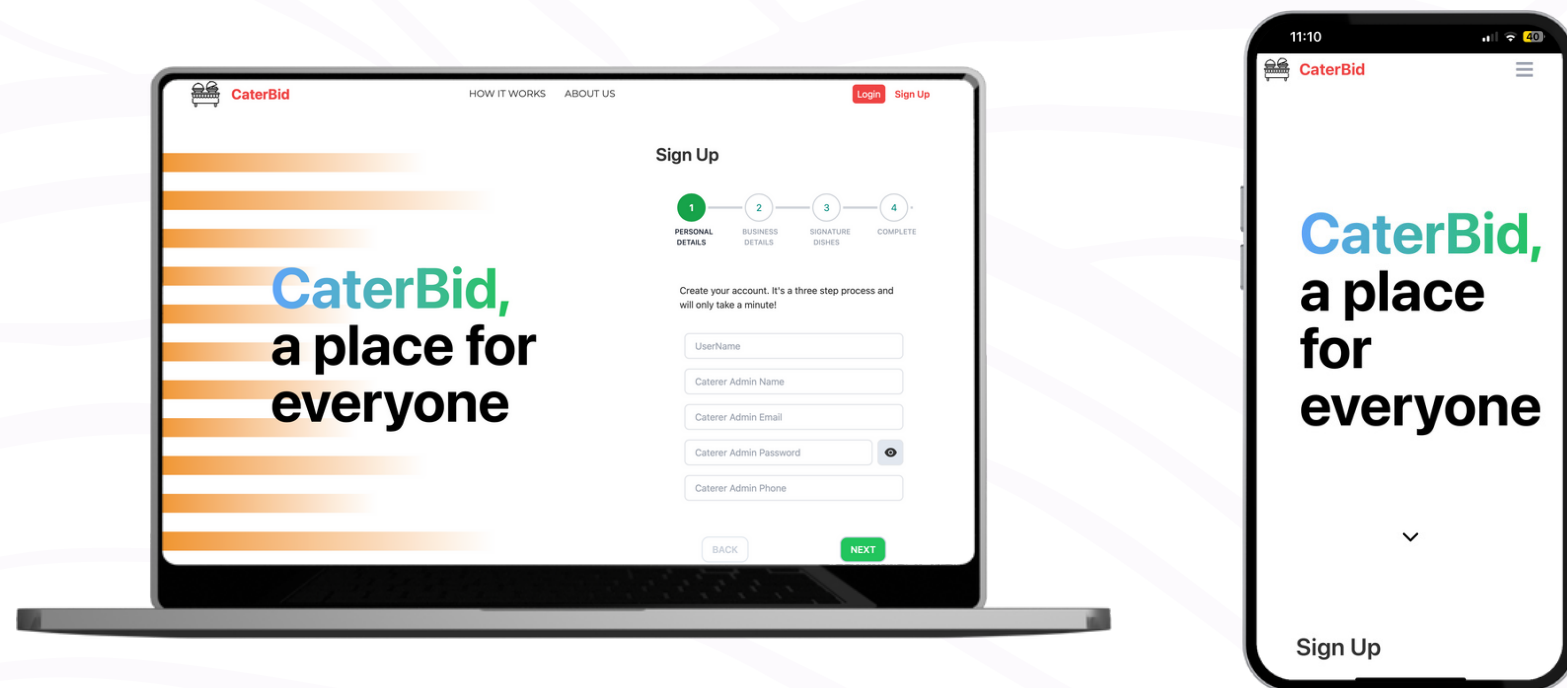 CaterBid
HOW IT WORKS
ABOUT US
Login
Sign Up
CaterBid,
a place for
everyone
Sign Up
1
2
3
4
PERSONAL
DETAILS
BUSINESS
DETAILS
SIGNATURE
DISHES
COMPLETE
Create your account. It's a three step process and
will only take a minute!
UserName
Caterer Admin Name
Caterer Admin Email
Caterer Admin Password
Caterer Admin Phone
BACK
NEXT
11:10
40
CaterBid
CaterBid,
a place
for
everyone
Sign Up